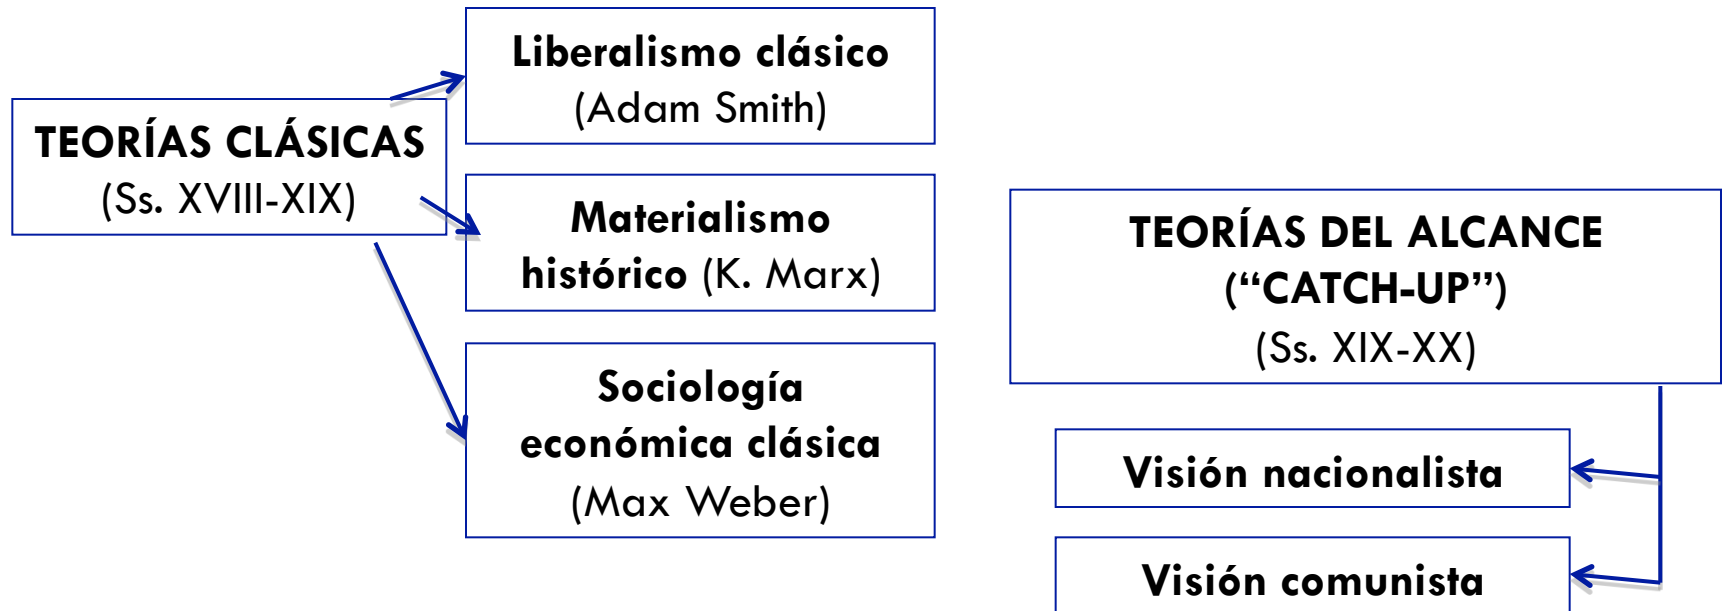 TEORÍAS CLÁSICAS
(Ss. XVIII-XIX)
Liberalismo clásico
(Adam Smith)
Materialismo
histórico (K. Marx)
Sociología
económica clásica
(Max Weber)
TEORÍAS DEL ALCANCE
(“CATCH-UP”)
(Ss. XIX-XX)
Visión nacionalista
Visión comunista